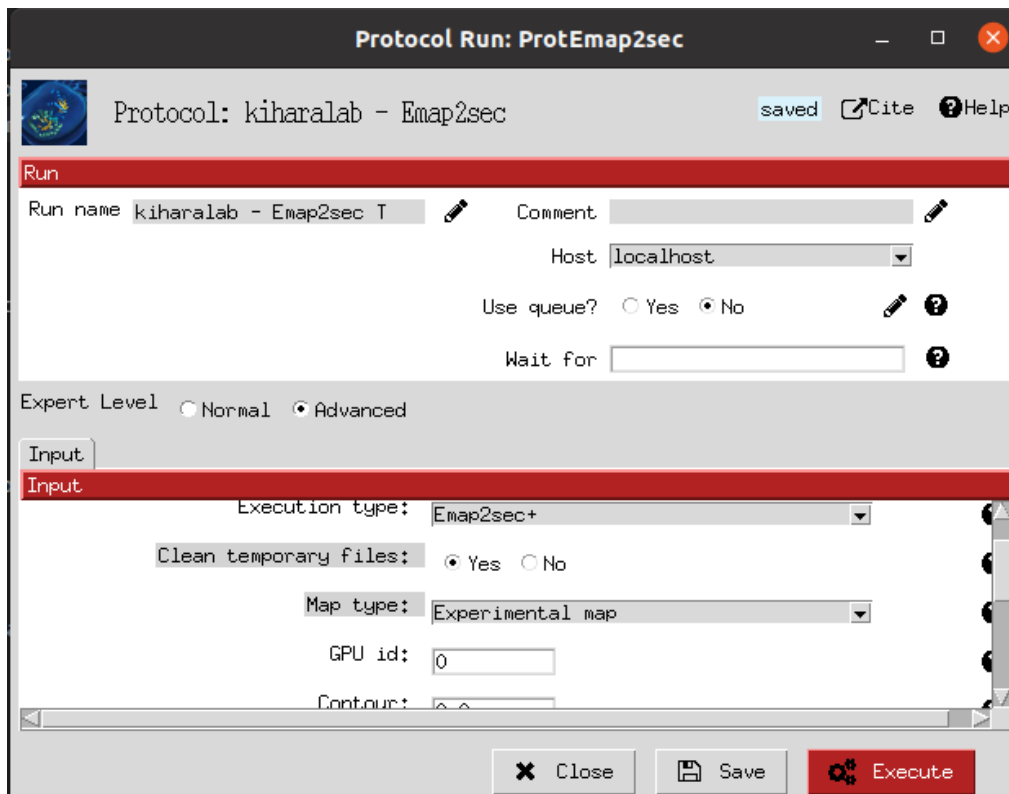 Protocol Run: ProtEmap2sec
Protocol: kiharalab - Emap2sec
saved
Cite
Help
Run
Run name kiharalab - Emap2sec T
Comment
Host localhost
Use queue? Yes No
Wait for
Expert Level Normal Advanced
Input
Input
Execution type: Emap2sec+
Clean temporary files: Yes No
Map type: Experimental map
GPU id: 0
Contour:
Close
Save
Execute